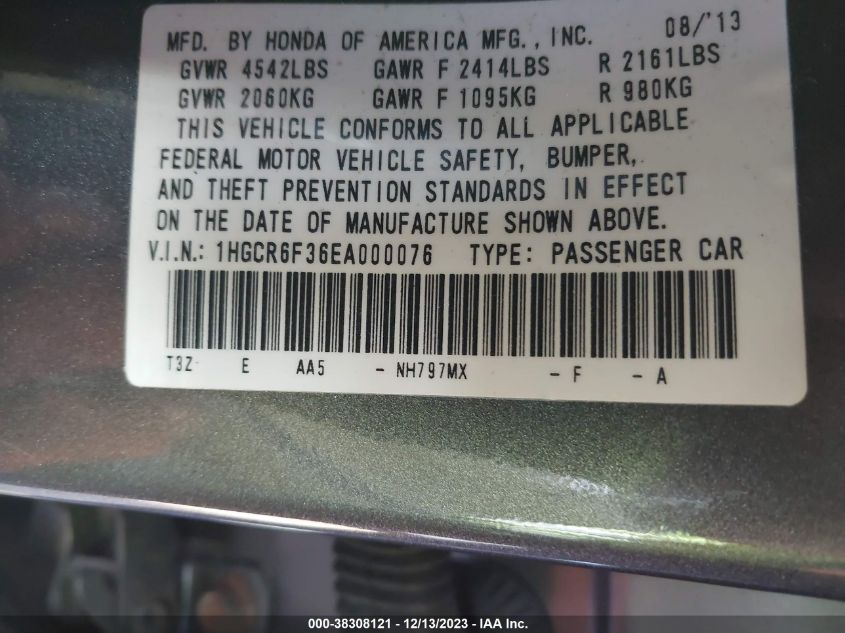 MFD. BY HONDA OF AMERICA MFG., INC. 08/'13
GVWR 4542LBS GAWR F 2414LBS R 2161LBS
GVWR 2060KG GAWR F 1095KG R 980KG
THIS VEHICLE CONFORMS TO ALL APPLICABLE
FEDERAL MOTOR VEHICLE SAFETY, BUMPER,
AND THEFT PREVENTION STANDARDS IN EFFECT
ON THE DATE OF MANUFACTURE SHOWN ABOVE.
V.I.N.: 1HGCR6F36EA000076 TYPE: PASSENGER CAR
T3Z E AA5 - NH797MX - F - A
000-38308121 - 12/13/2023 - IAA Inc.